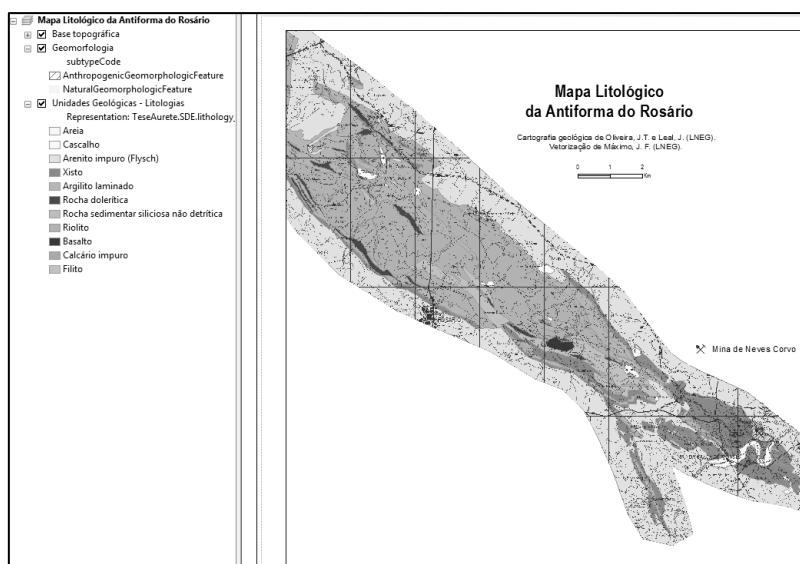 Mapa Litológico da Antiforma do Rosário
Base topográfica
Geomorfologia
subtypeCode
AnthropogenicGeomorphologicFeature
NaturalGeomorphologicFeature
Unidades Geológicas - Litologias
Representation: TeseAurete.SDE.lithology_
Areia
Cascalho
Arenito impuro (Flysch)
Xisto
Argilito laminado
Rocha dolerítica
Rocha sedimentar siliciosa não detrítica
Riolito
Basalto
Calcário impuro
Filito
Mapa Litológico
da Antiforma do Rosário
Cartografia geológica de Oliveira, J.T. e Leal, J. (LNEG).
Vetorização de Máximo, J. F. (LNEG).
0 1 2
Km
Mina de Neves Corvo